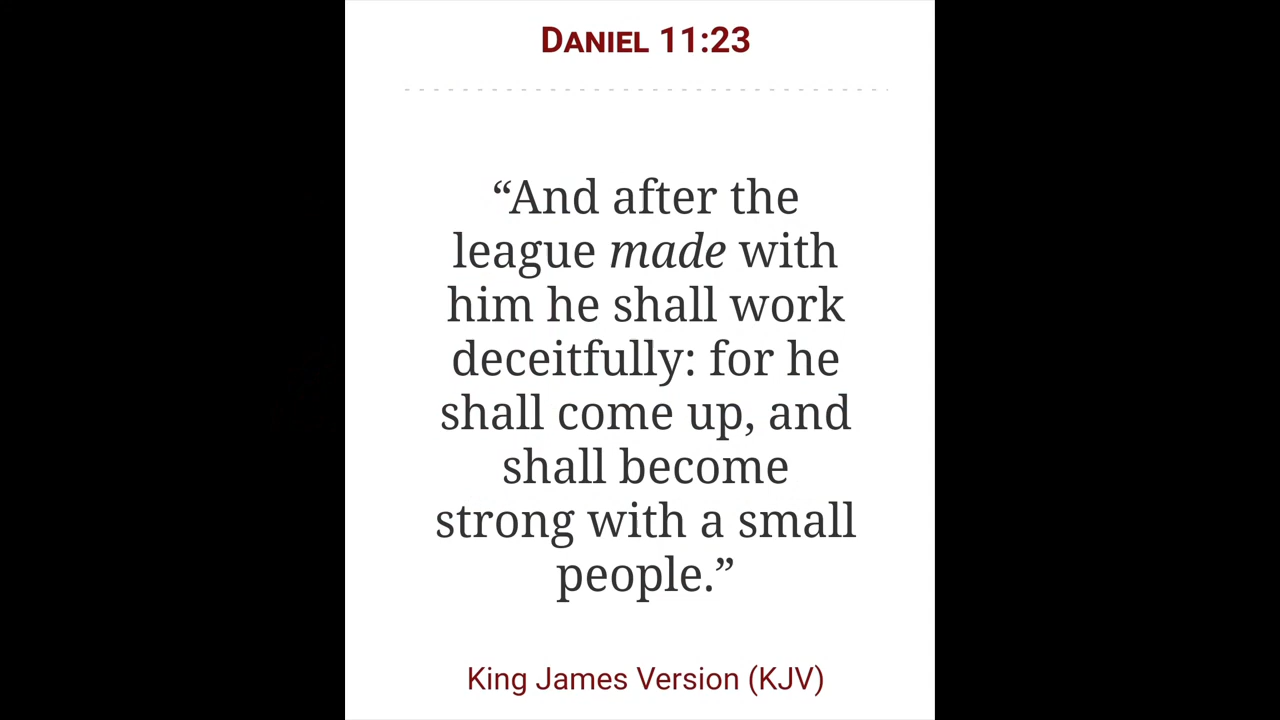 Daniel 11:23
“And after the
league made with
him he shall work
deceitfully: for he
shall come up, and
shall become
strong with a small
people.”
King James Version (KJV)